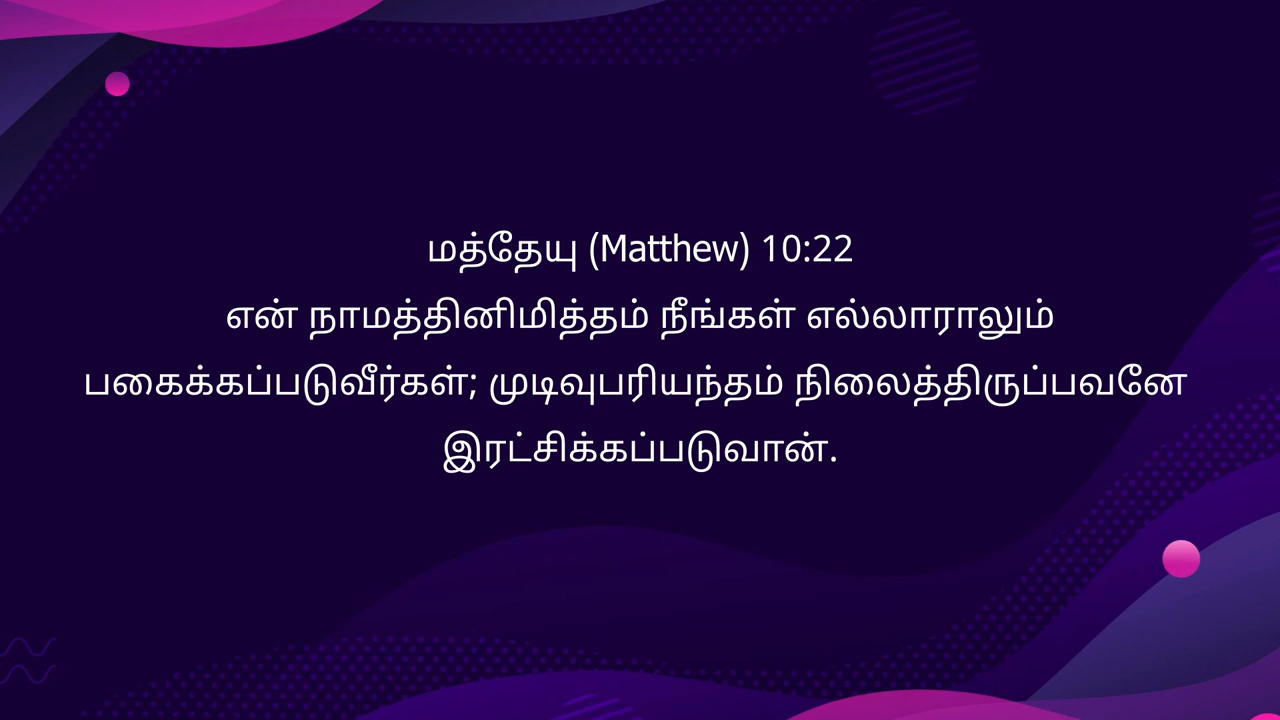 மத்தேயு (Matthew) 10:22
என் நாமத்தினிமித்தம் நீங்கள் எல்லாராலும்
பகைக்கப்படுவீர்கள்; முடிவுபரியந்தம் நிலைத்திருப்பவனே
இரட்சிக்கப்படுவான்.